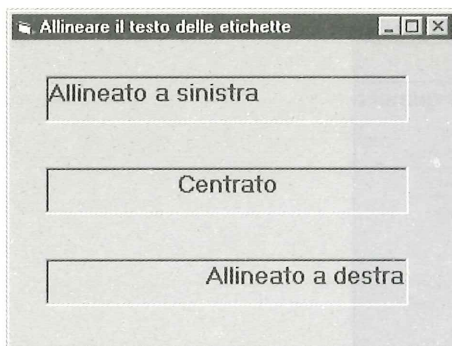 Allineare il testo delle etichette
Allineato a sinistra
Centrato
Allineato a destra